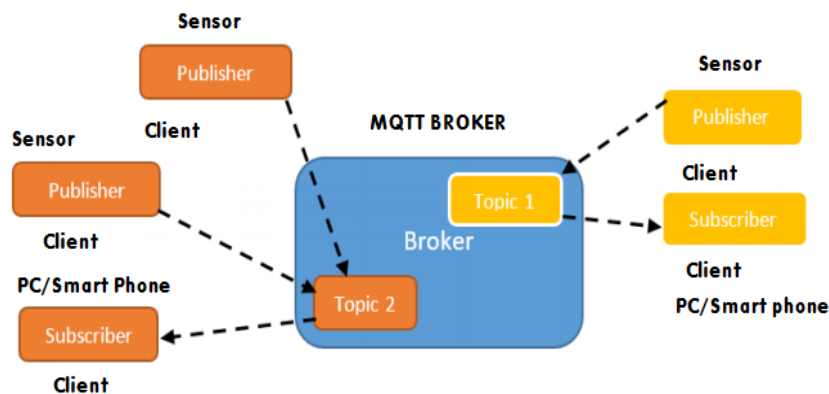 Sensor
Publisher
Client
Sensor
Publisher
Client
PC/Smart Phone
Subscriber
Client
MQTT BROKER
Topic 1
Broker
Topic 2
Sensor
Publisher
Client
Subscriber
Client
PC/Smart phone